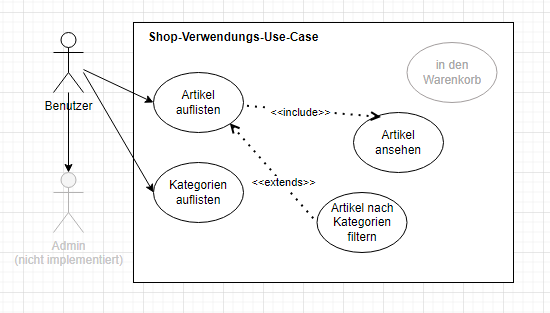 Shop-Verwendungs-Use-Case
in den
Warenkorb
Benutzer
Artikel
auflisten
<<include>>
Artikel
ansehen
Kategorien
auflisten
<<extends>>
Artikel nach
Kategorien
filtern
Admin
(nicht implementiert)